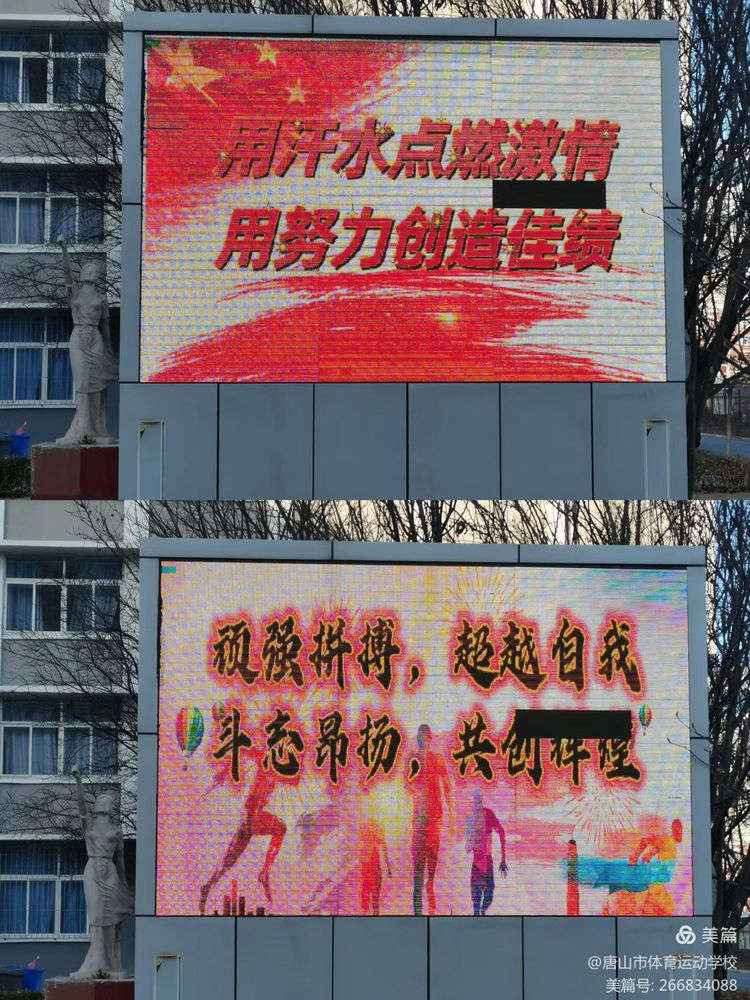 用汗水点燃激情
用努力创造佳绩
顽强拼搏，超越自我
斗志昂扬，共创辉煌
美篇
@唐山市体育运动学校
美篇号: 266834088